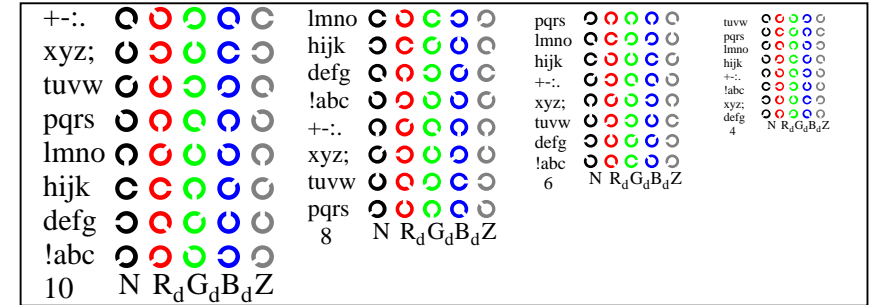 +-:.
xyz;
tuvw
pqrs
lmno
hijk
defg
!abc
10 N RdGdBdZ
lmno
hijk
defg
!abc
+-:.
xyz;
tuvw
pqrs
8 N RdGdBdZ
pqrs
lmno
hijk
+-:.
xyz;
tuvw
defg
!abc
6 N RdGdBdZ
tuvw
pqrs
lmno
hijk
+-:.
!abc
xyz;
defg
4 N RdGdBdZ